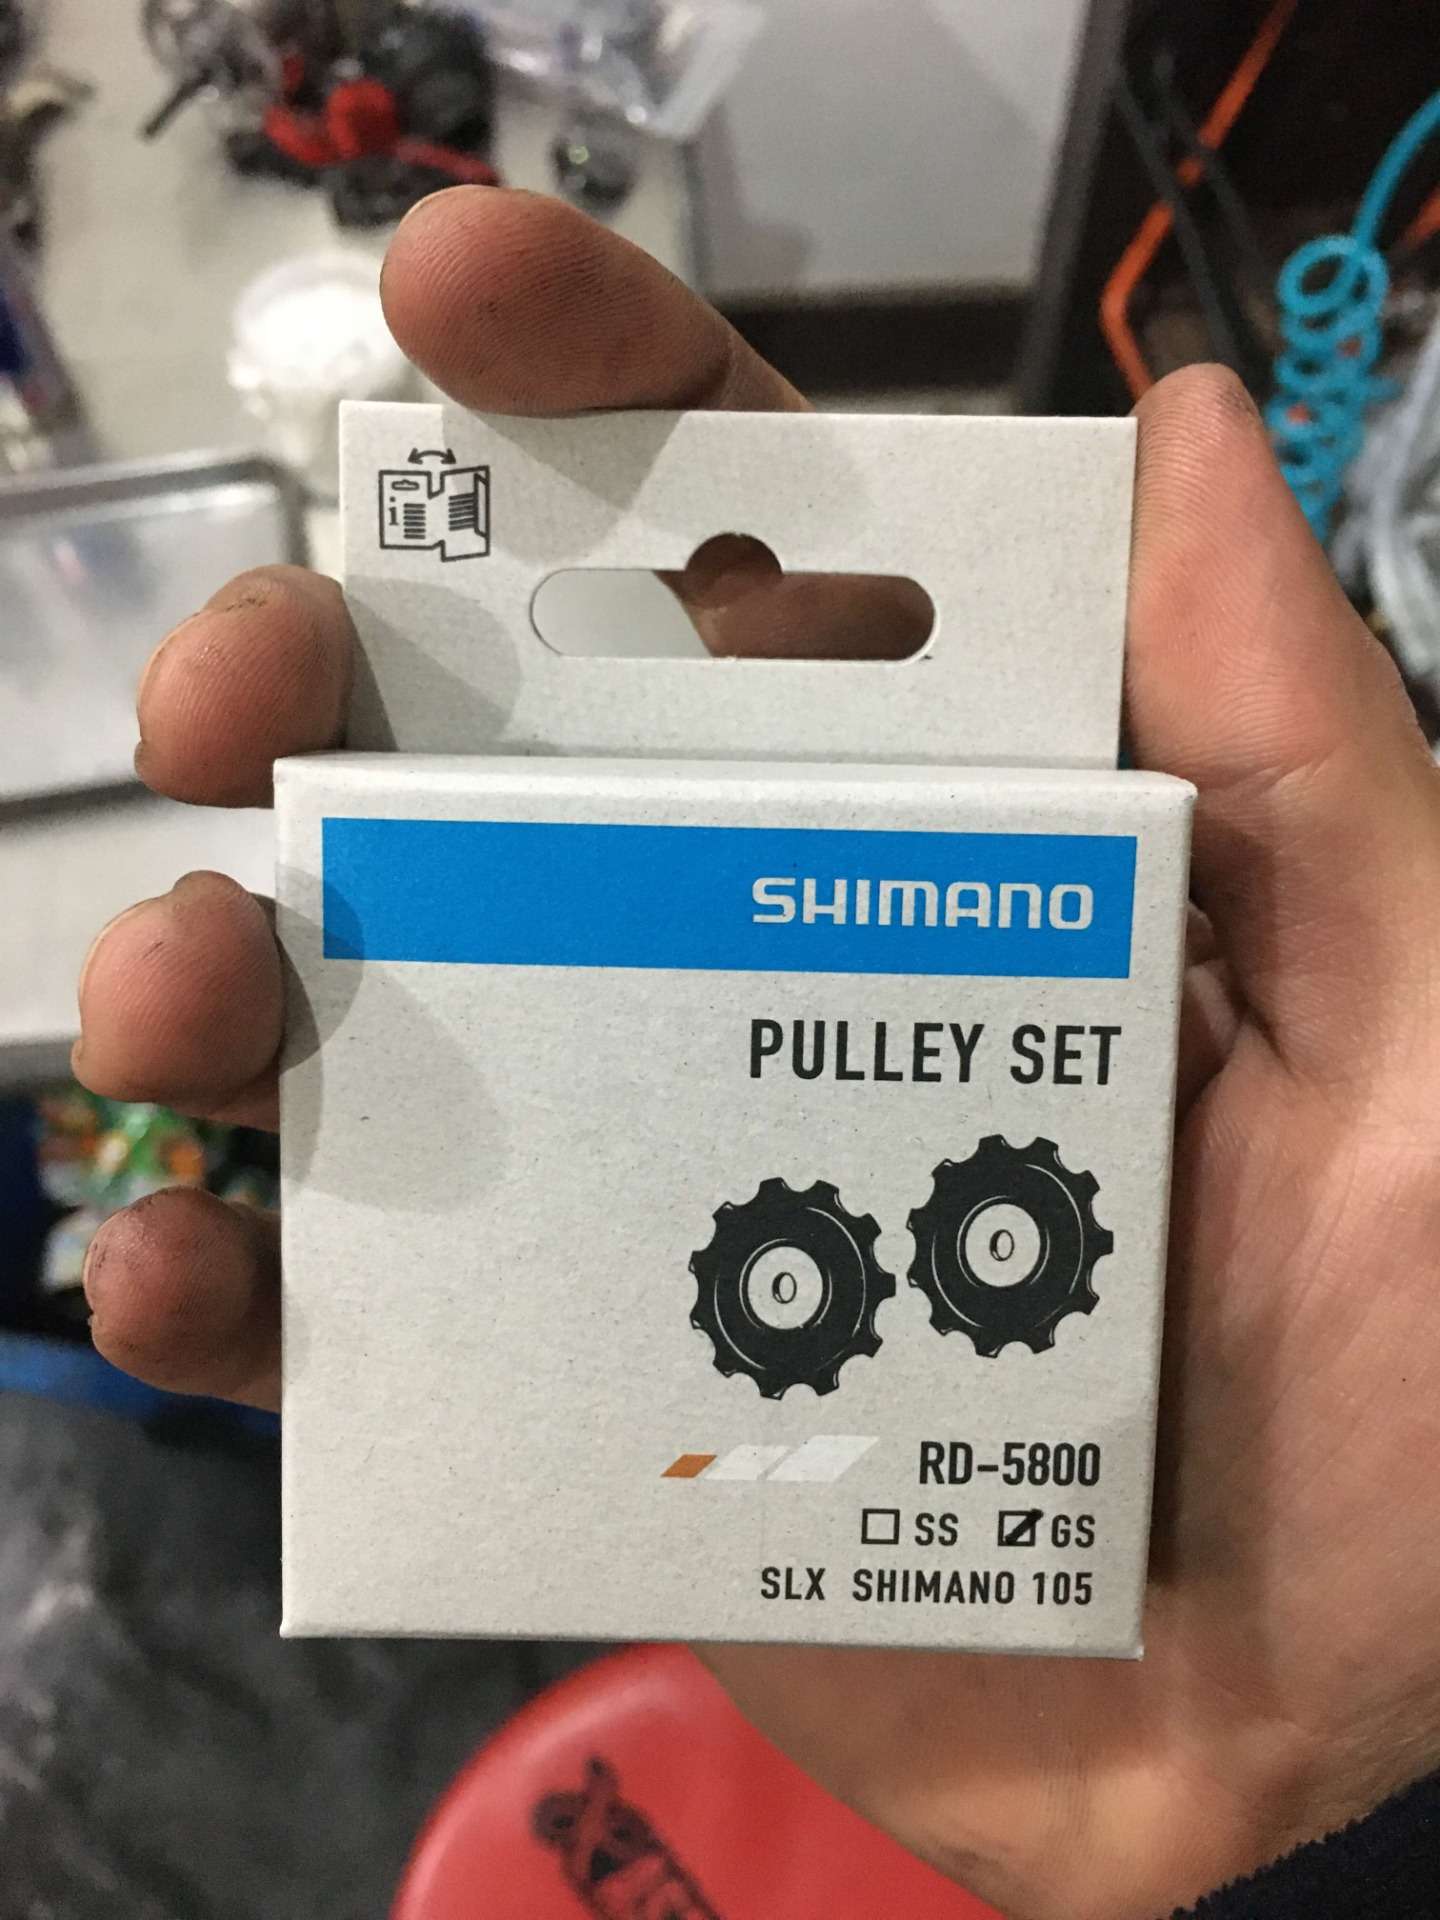 i
SHIMANO
PULLEY SET
RD-5800
SS GS
SLX SHIMANO 105